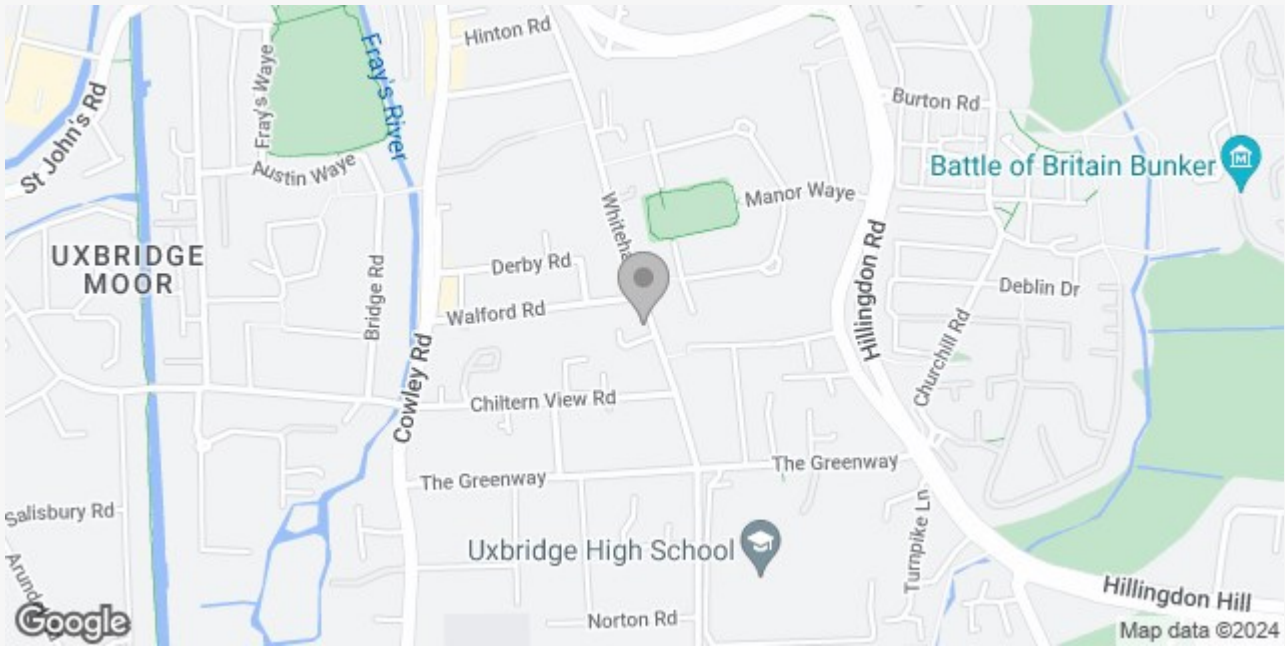 Hinton Rd
Fray's Waye
Fray's River
St John's Rd
Burton Rd
Austin Waye
Battle of Britain Bunker
Manor Waye
UXBRIDGE
MOOR
Derby Rd
Bridge Rd
Walford Rd
Deblin Dr
Hillingdon Rd
Churchill Rd
Cowley Rd
Chiltern View Rd
The Greenway
The Greenway
Salisbury Rd
Turnpike Ln
Uxbridge High School
Hillingdon Hill
Norton Rd
Google
Map data ©2024